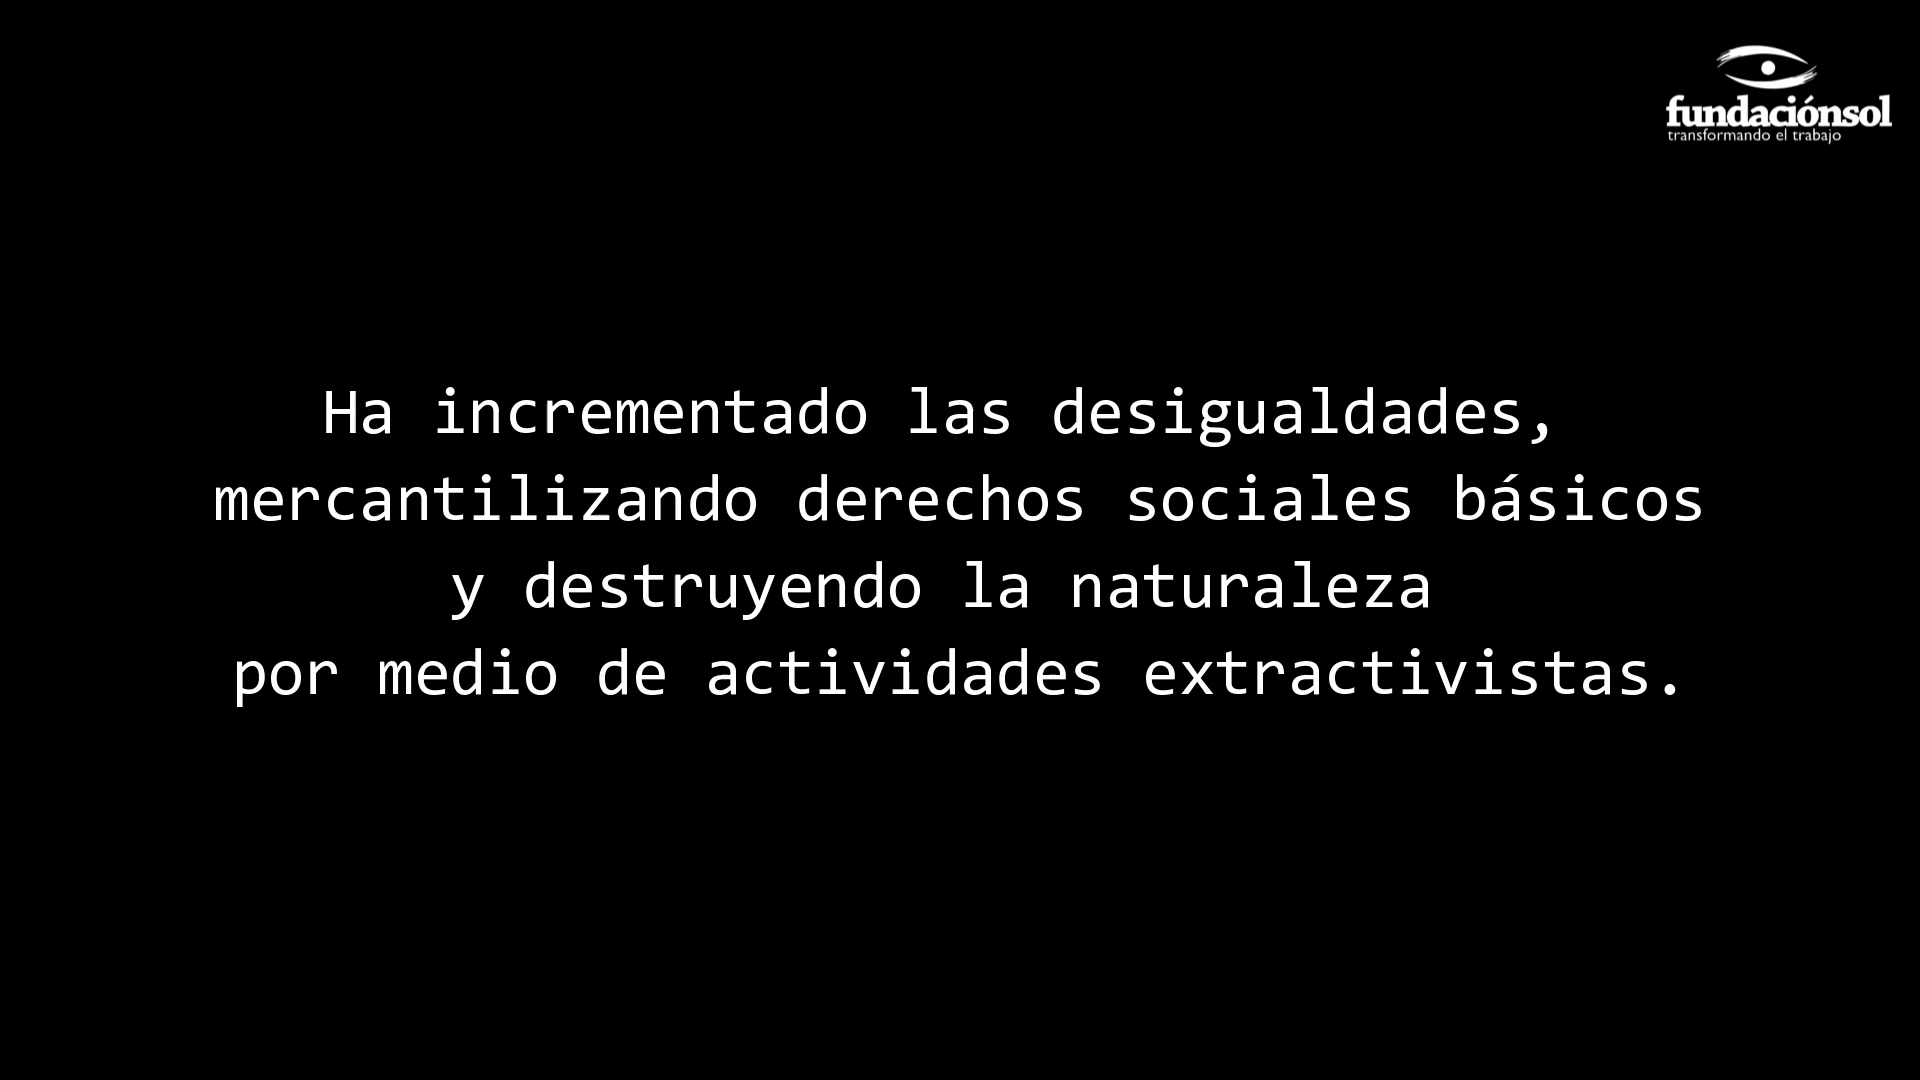 fundaciónsol
transformando el trabajo
Ha incrementado las desigualdades,
mercantilizando derechos sociales básicos
y destruyendo la naturaleza
por medio de actividades extractivistas.